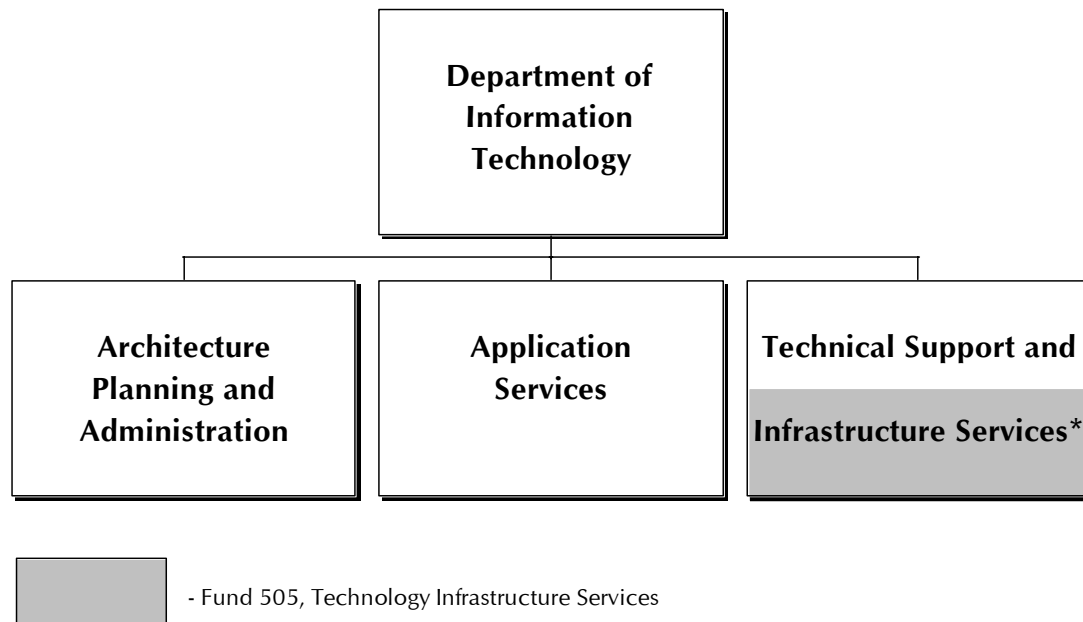 Department of
Information
Technology
Architecture
Planning and
Administration
Application
Services
Technical Support and
Infrastructure Services*
- Fund 505, Technology Infrastructure Services